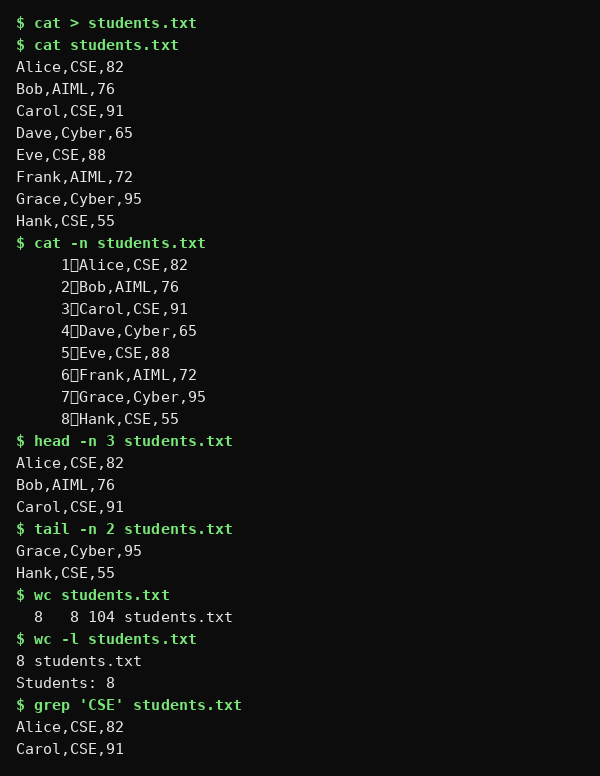 $ cat > students.txt
$ cat students.txt
Alice,CSE,82
Bob,AIML,76
Carol,CSE,91
Dave,Cyber,65
Eve,CSE,88
Frank,AIML,72
Grace,Cyber,95
Hank,CSE,55
$ cat -n students.txt
     1▯Alice,CSE,82
     2▯Bob,AIML,76
     3▯Carol,CSE,91
     4▯Dave,Cyber,65
     5▯Eve,CSE,88
     6▯Frank,AIML,72
     7▯Grace,Cyber,95
     8▯Hank,CSE,55
$ head -n 3 students.txt
Alice,CSE,82
Bob,AIML,76
Carol,CSE,91
$ tail -n 2 students.txt
Grace,Cyber,95
Hank,CSE,55
$ wc students.txt
  8   8 104 students.txt
$ wc -l students.txt
8 students.txt
Students: 8
$ grep 'CSE' students.txt
Alice,CSE,82
Carol,CSE,91